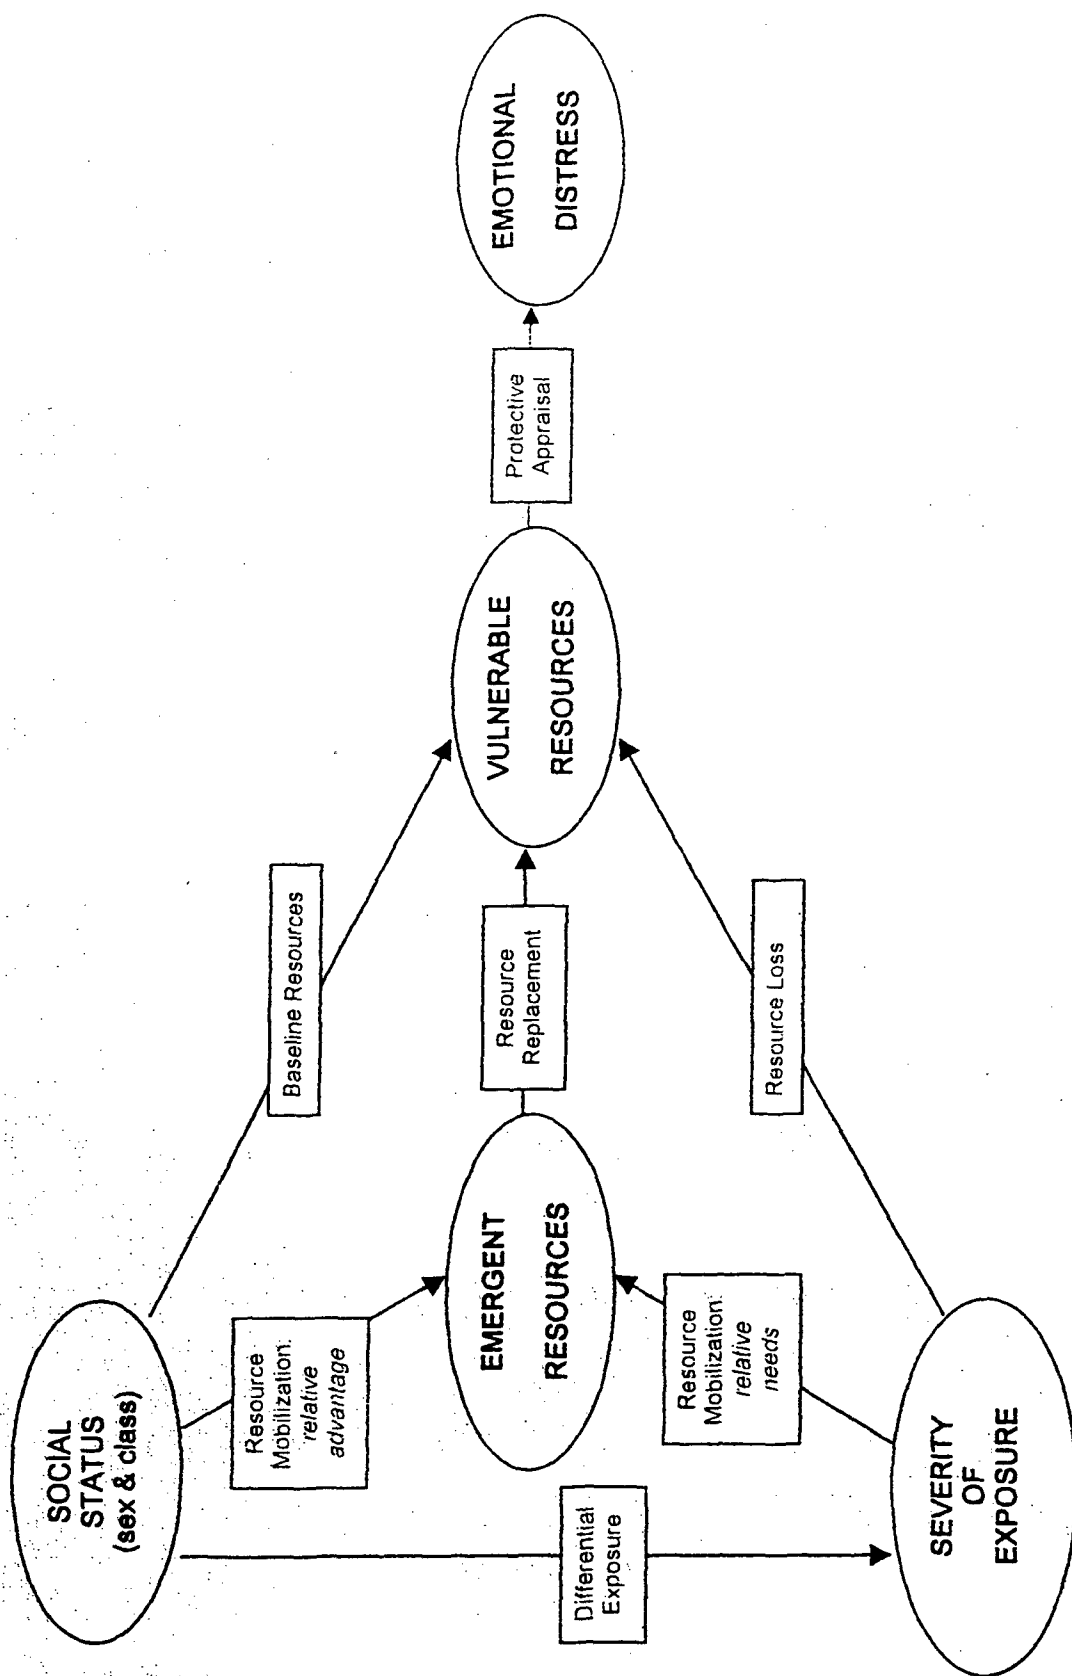 SOCIAL
STATUS
(sex & class)
Baseline Resources
Resource
Mobilization:
relative
advantage
Differential
Exposure
EMERGENT
RESOURCES
Resource
Replacement
VULNERABLE
RESOURCES
Protective
Appraisal
EMOTIONAL
DISTRESS
Resource
Mobilization:
relative
needs
Resource Loss
SEVERITY
OF
EXPOSURE